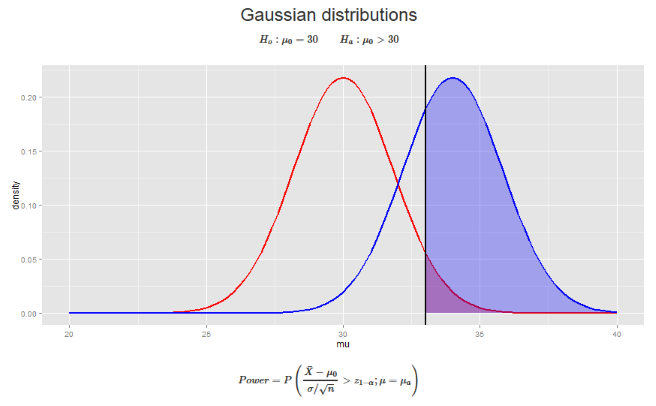 Gaussian distributions
H_o : μ_0 = 30    H_a : μ_0 > 30
0.20
0.15
0.10
0.05
0.00
density
20 25 30 35 40
mu
Power = P ( (X̄ − μ_0) / (σ/√n) > z_{1−α}; μ = μ_a )